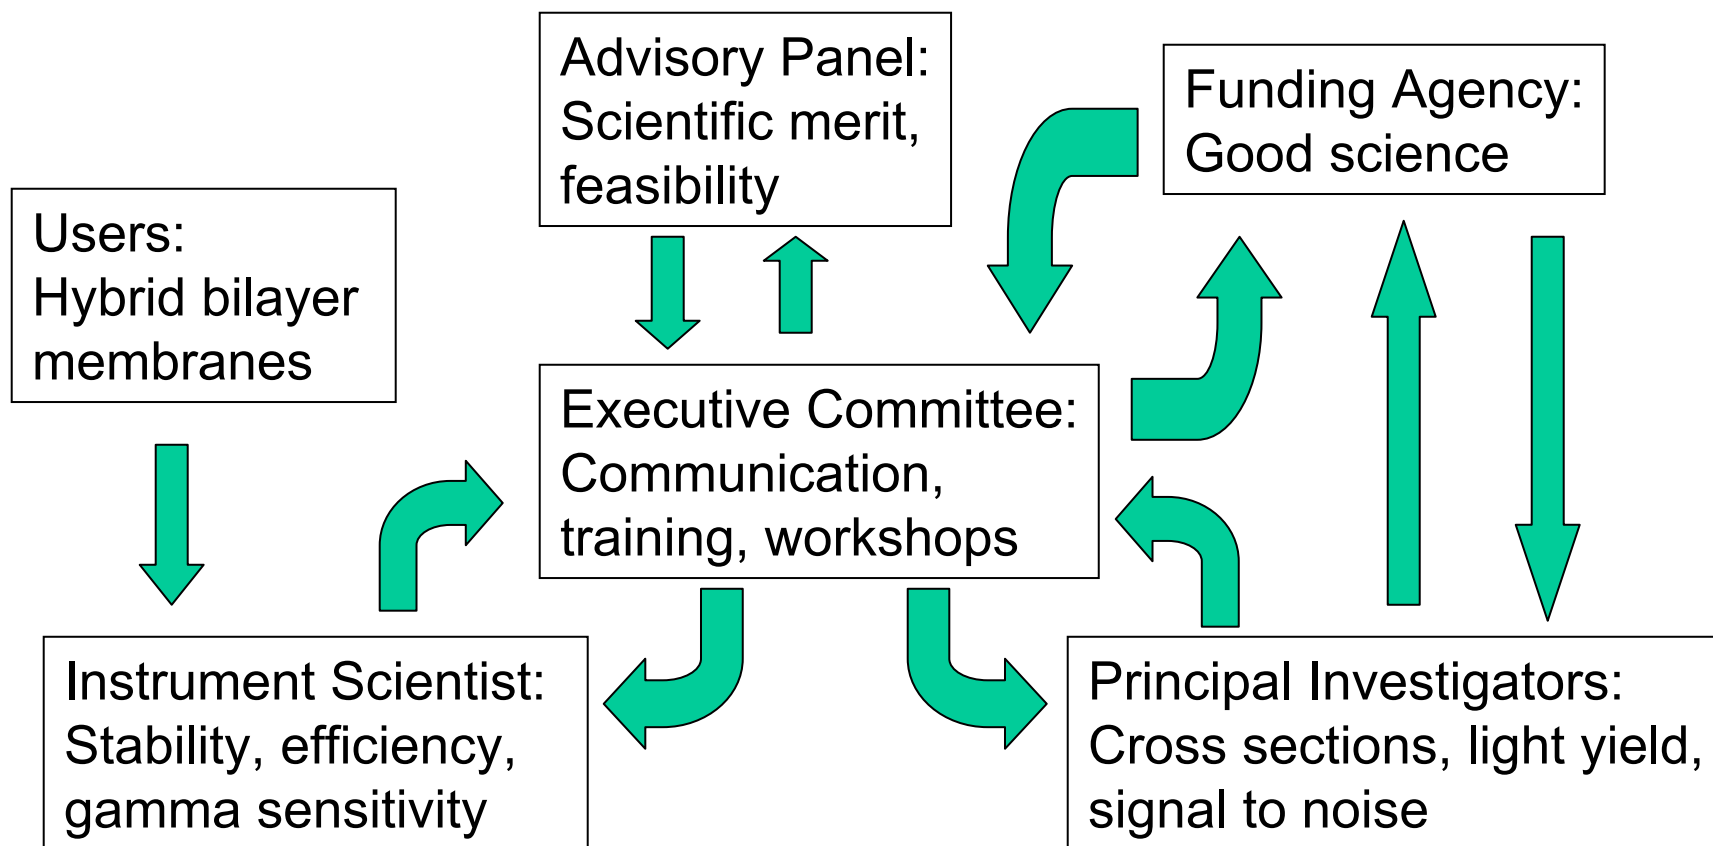 Advisory Panel:
Scientific merit,
feasibility
Funding Agency:
Good science
Users:
Hybrid bilayer
membranes
Executive Committee:
Communication,
training, workshops
Instrument Scientist:
Stability, efficiency,
gamma sensitivity
Principal Investigators:
Cross sections, light yield,
signal to noise